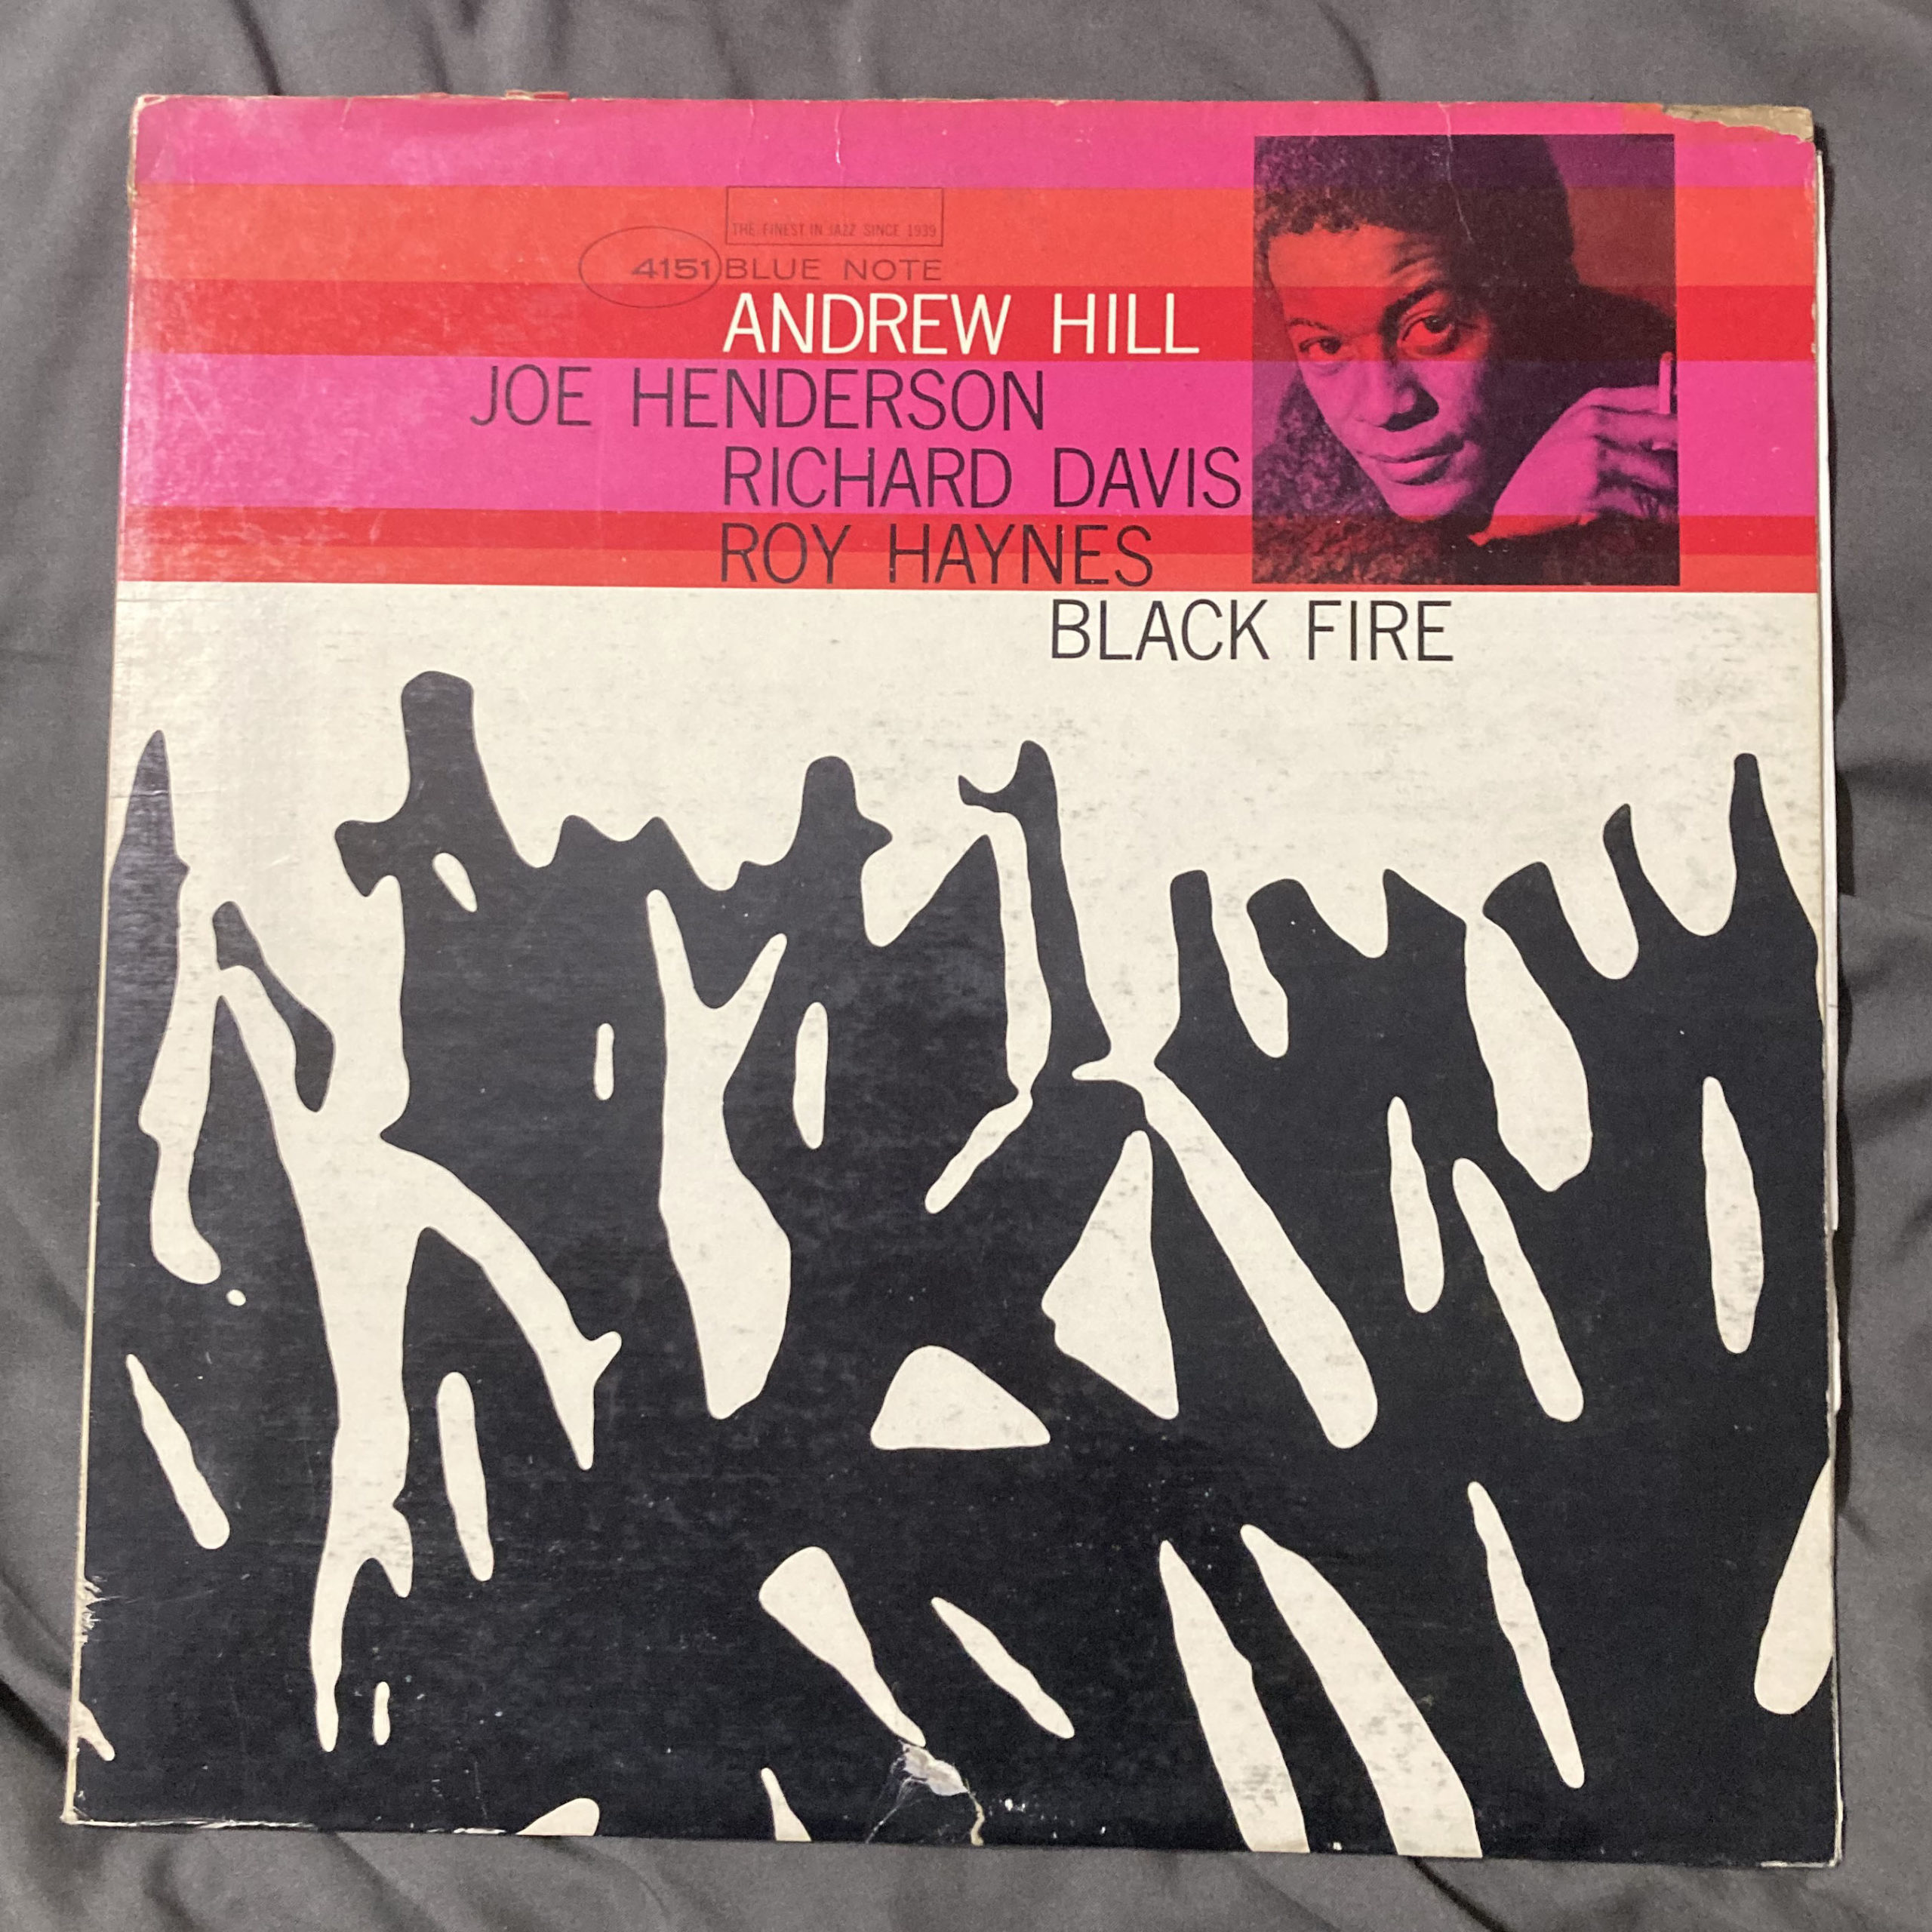 THE FINEST IN JAZZ SINCE 1939
4151 BLUE NOTE
ANDREW HILL
JOE HENDERSON
RICHARD DAVIS
ROY HAYNES
BLACK FIRE